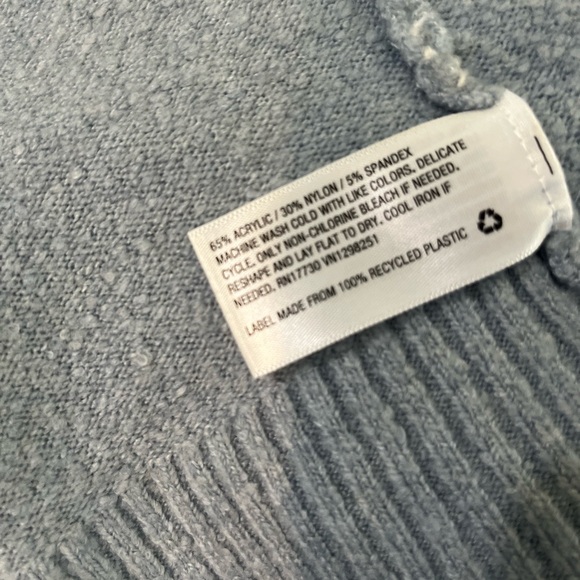 65% ACRYLIC / 30% NYLON / 5% SPANDEX
MACHINE WASH COLD WITH LIKE COLORS. DELICATE
CYCLE. ONLY NON-CHLORINE BLEACH IF NEEDED.
RESHAPE AND LAY FLAT TO DRY. COOL IRON IF
NEEDED. RN17730 VN1298251
LABEL MADE FROM 100% RECYCLED PLASTIC